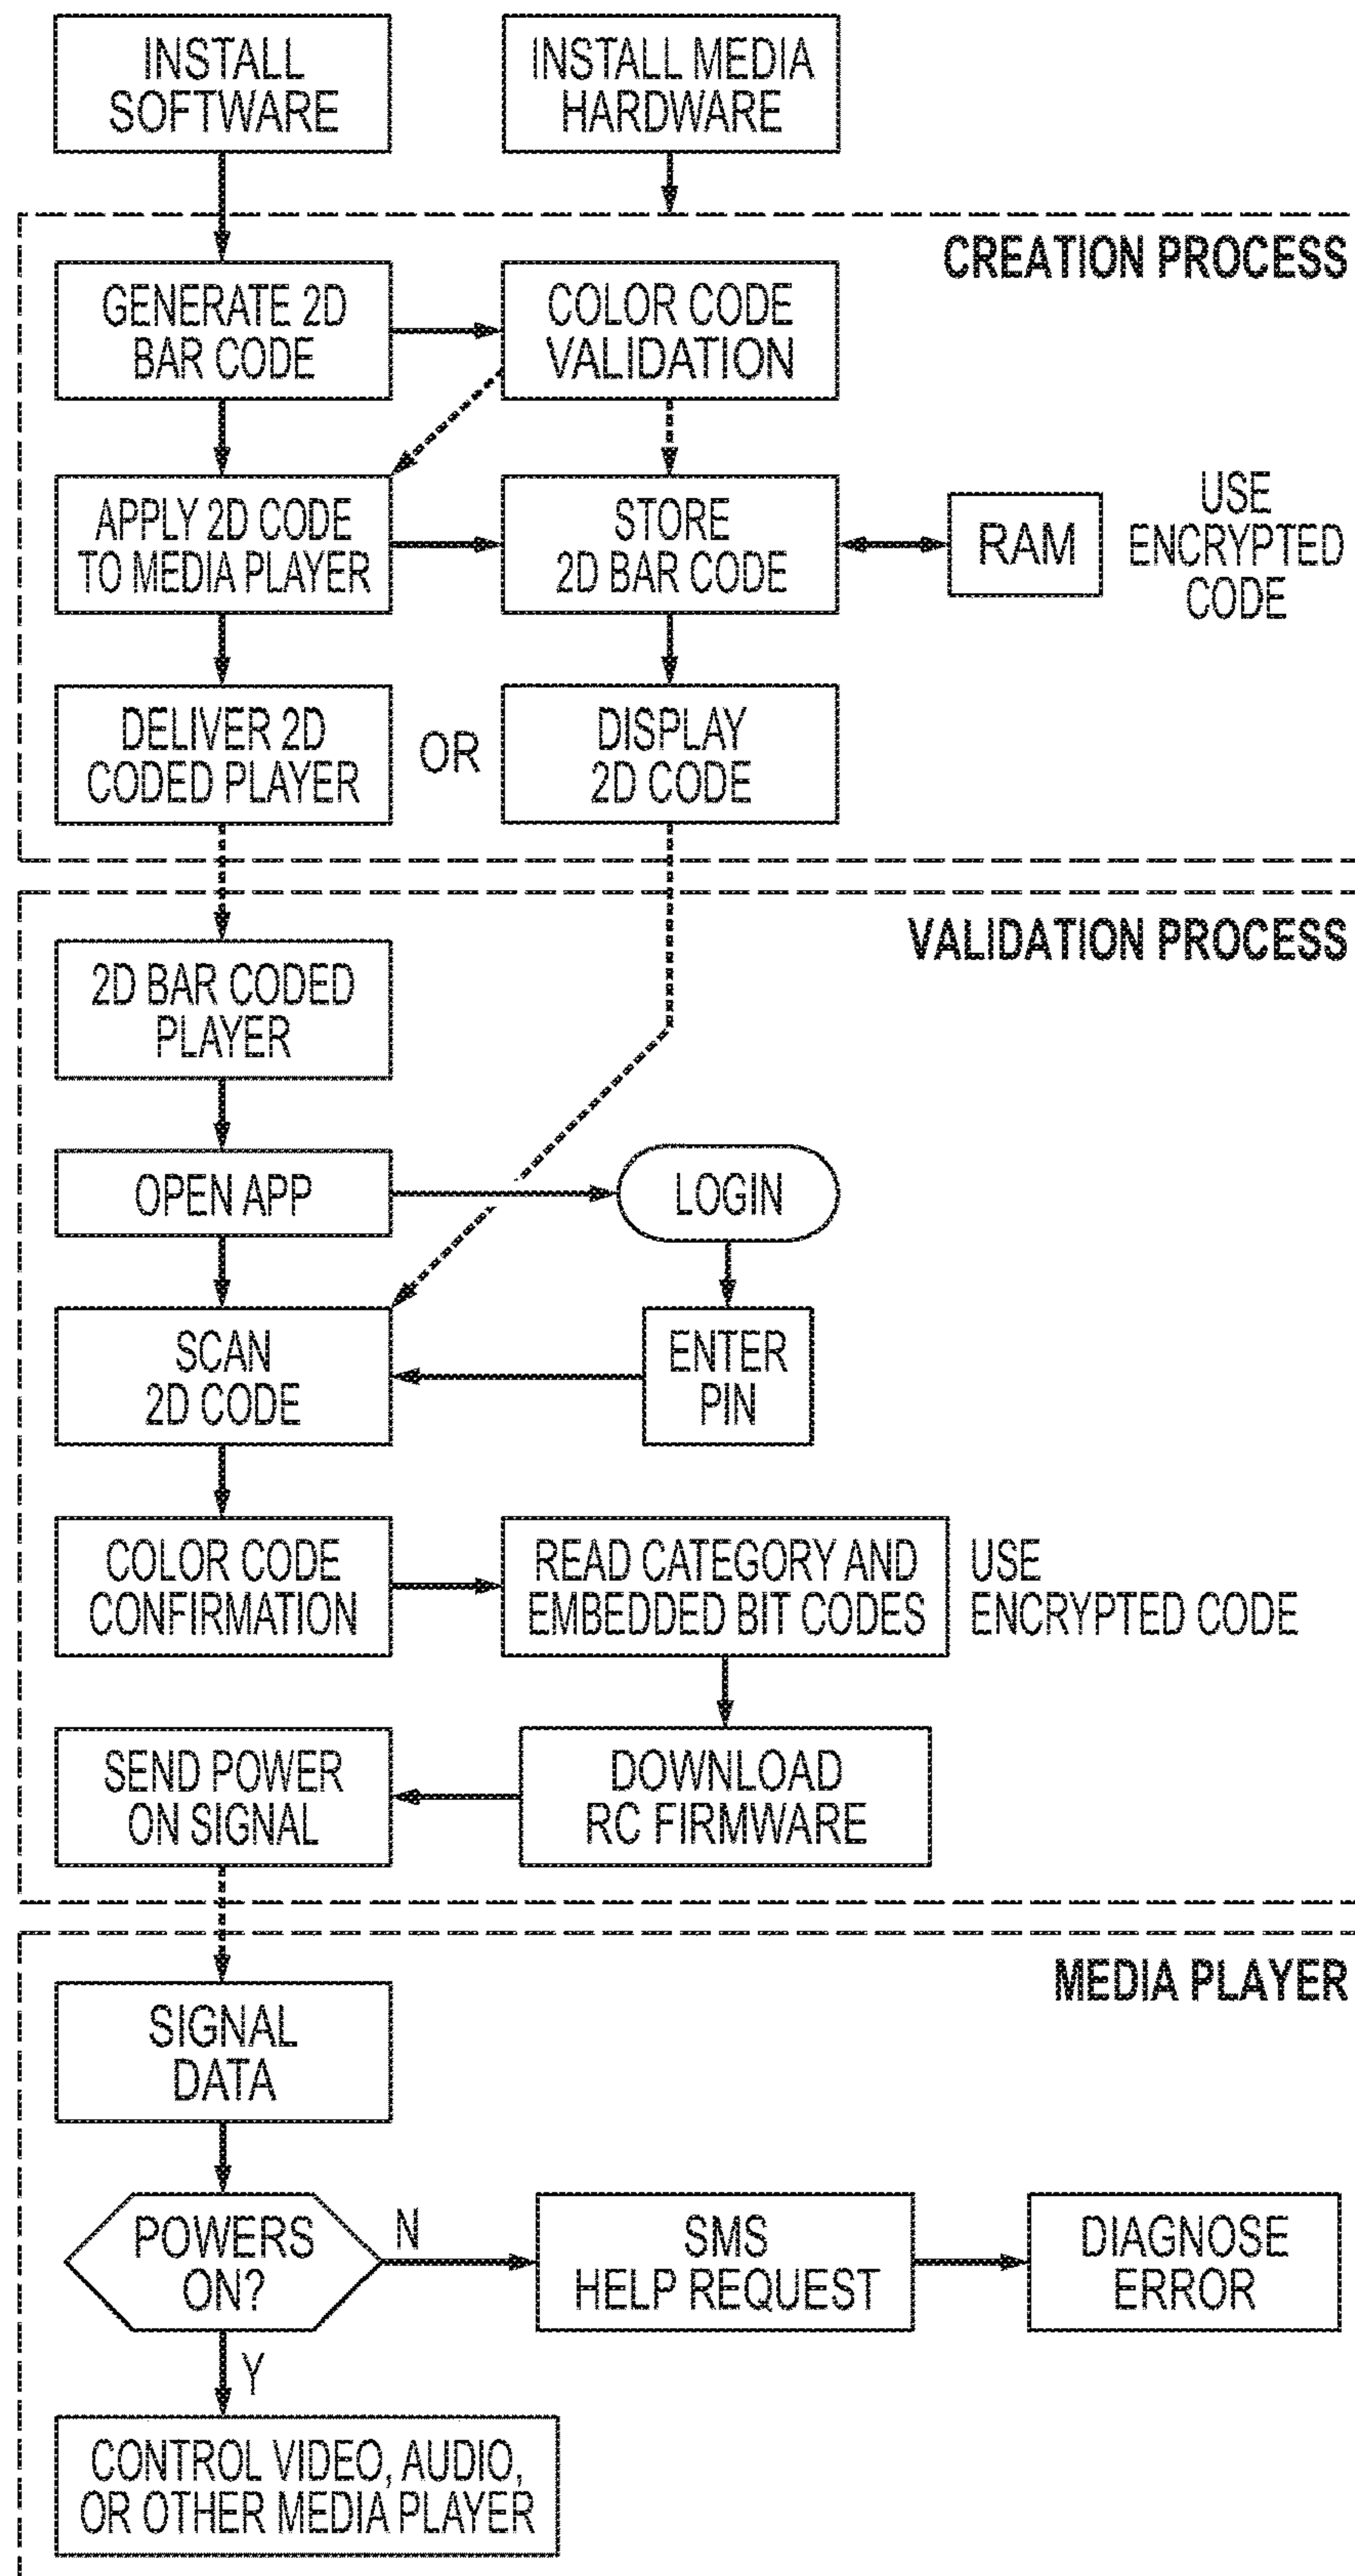 INSTALL
SOFTWARE
INSTALL MEDIA
HARDWARE
CREATION PROCESS
GENERATE 2D
BAR CODE
COLOR CODE
VALIDATION
APPLY 2D CODE
TO MEDIA PLAYER
STORE
2D BAR CODE
RAM
USE
ENCRYPTED
CODE
DELIVER 2D
CODED PLAYER
OR
DISPLAY
2D CODE
VALIDATION PROCESS
2D BAR CODED
PLAYER
OPEN APP
LOGIN
SCAN
2D CODE
ENTER
PIN
COLOR CODE
CONFIRMATION
READ CATEGORY AND
EMBEDDED BIT CODES
USE
ENCRYPTED CODE
SEND POWER
ON SIGNAL
DOWNLOAD
RC FIRMWARE
MEDIA PLAYER
SIGNAL
DATA
POWERS
ON?
N
SMS
HELP REQUEST
DIAGNOSE
ERROR
Y
CONTROL VIDEO, AUDIO,
OR OTHER MEDIA PLAYER